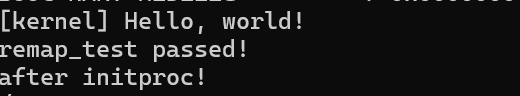 [kernel] Hello, world!
remap_test passed!
after initproc!